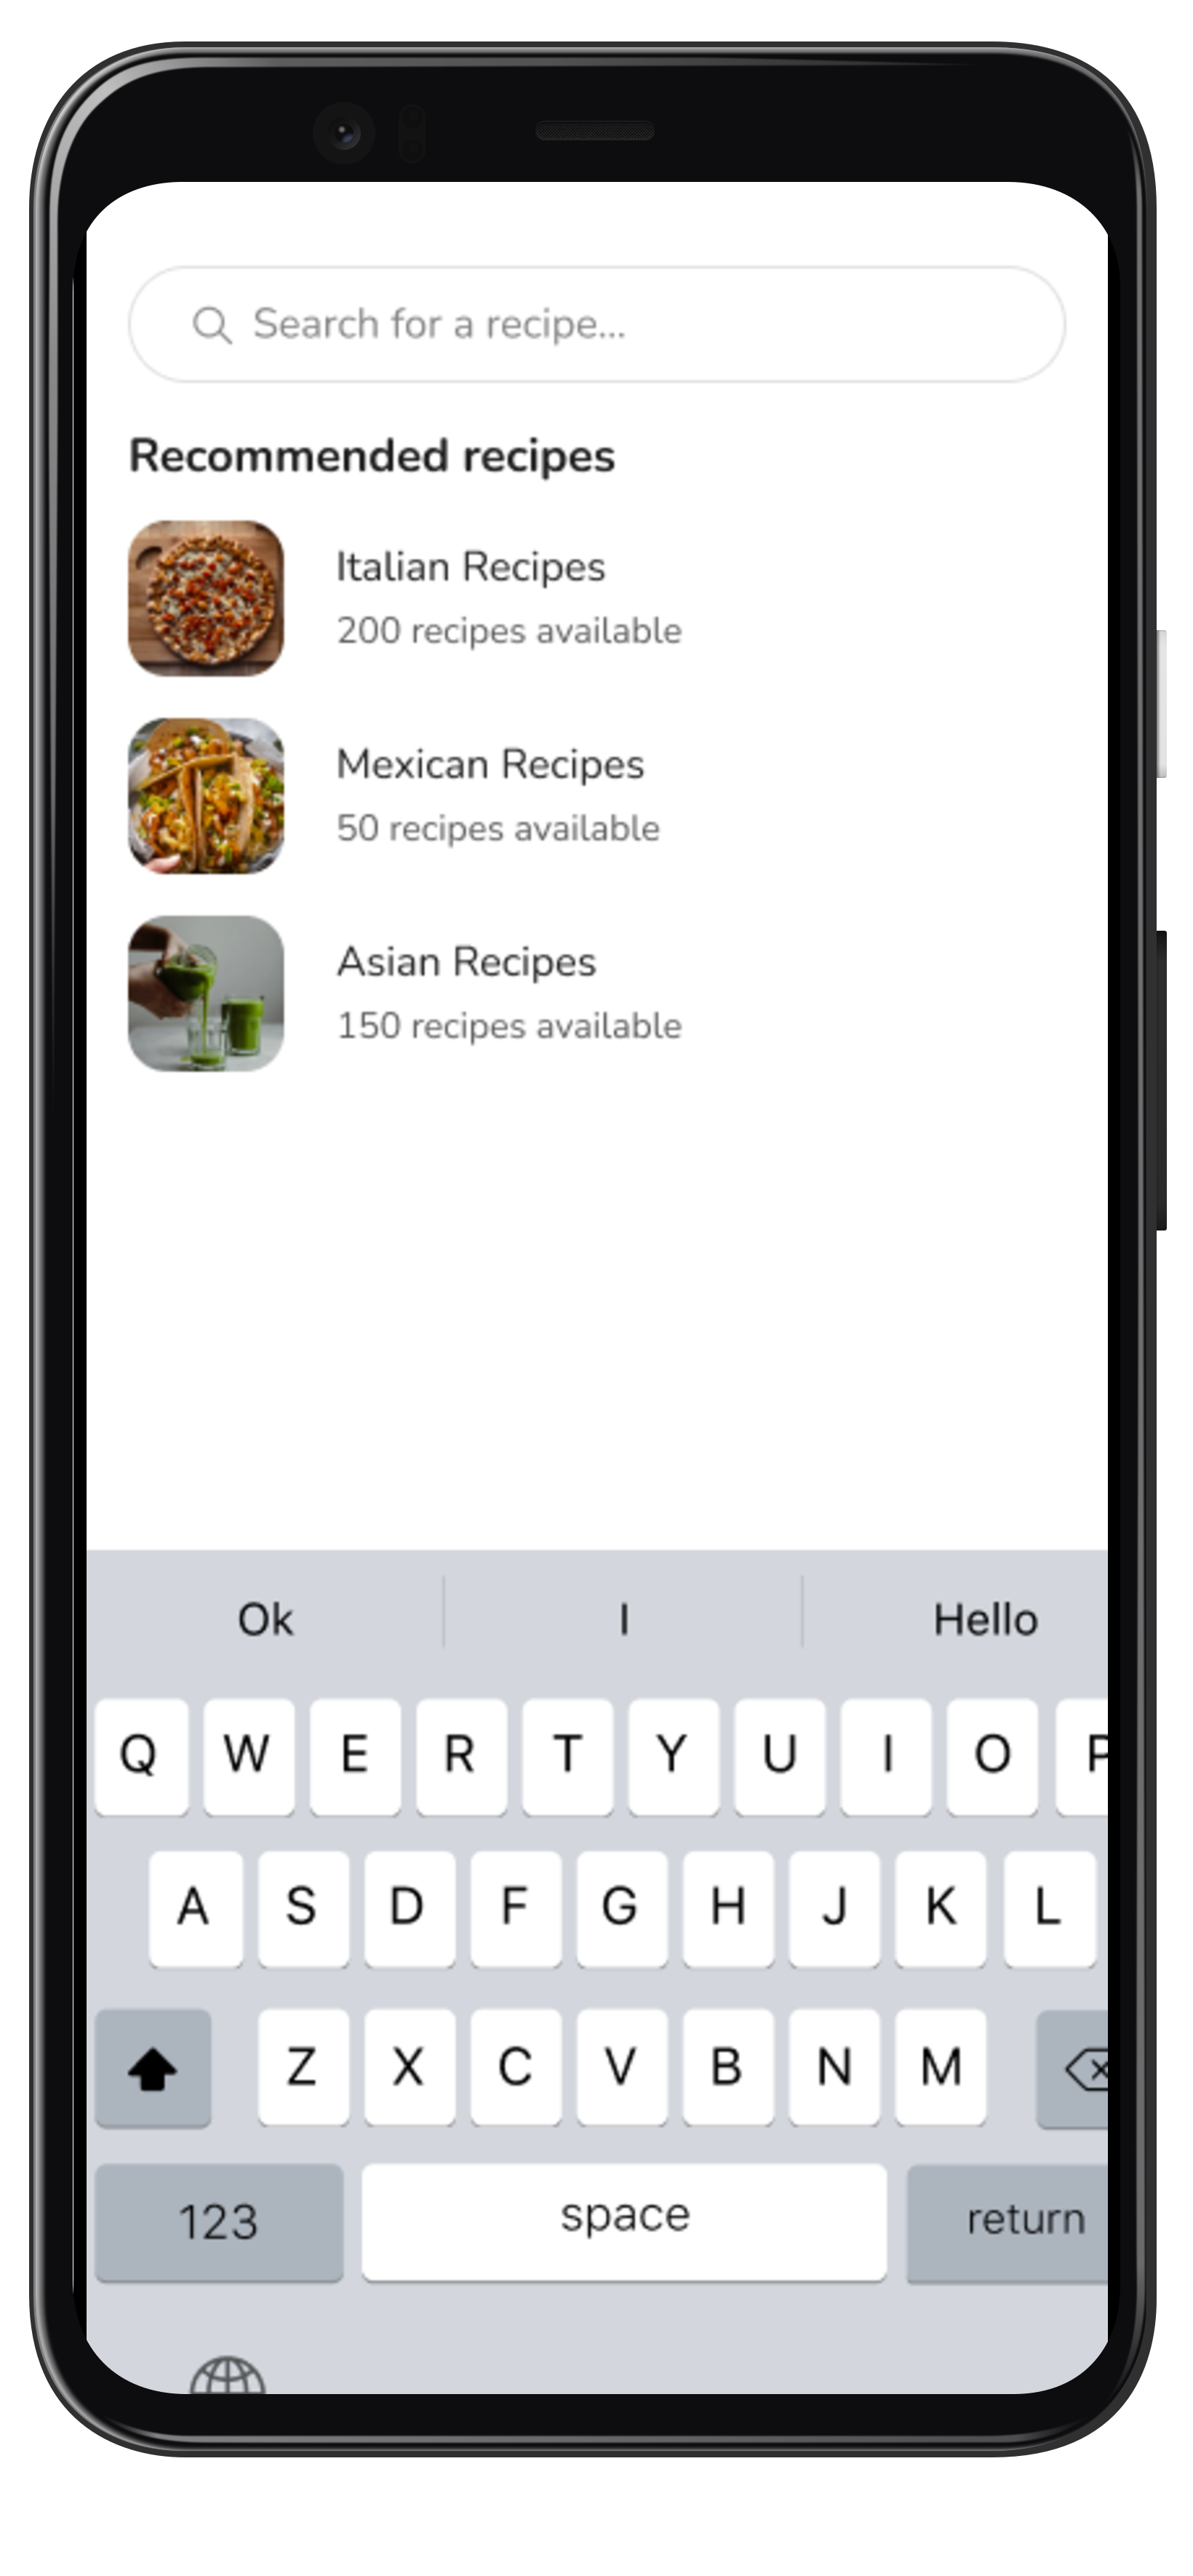 Search for a recipe...
Recommended recipes
Italian Recipes
200 recipes available
Mexican Recipes
50 recipes available
Asian Recipes
150 recipes available
Ok I Hello
Q W E R T Y U I O P
A S D F G H J K L
Z X C V B N M
123 space return